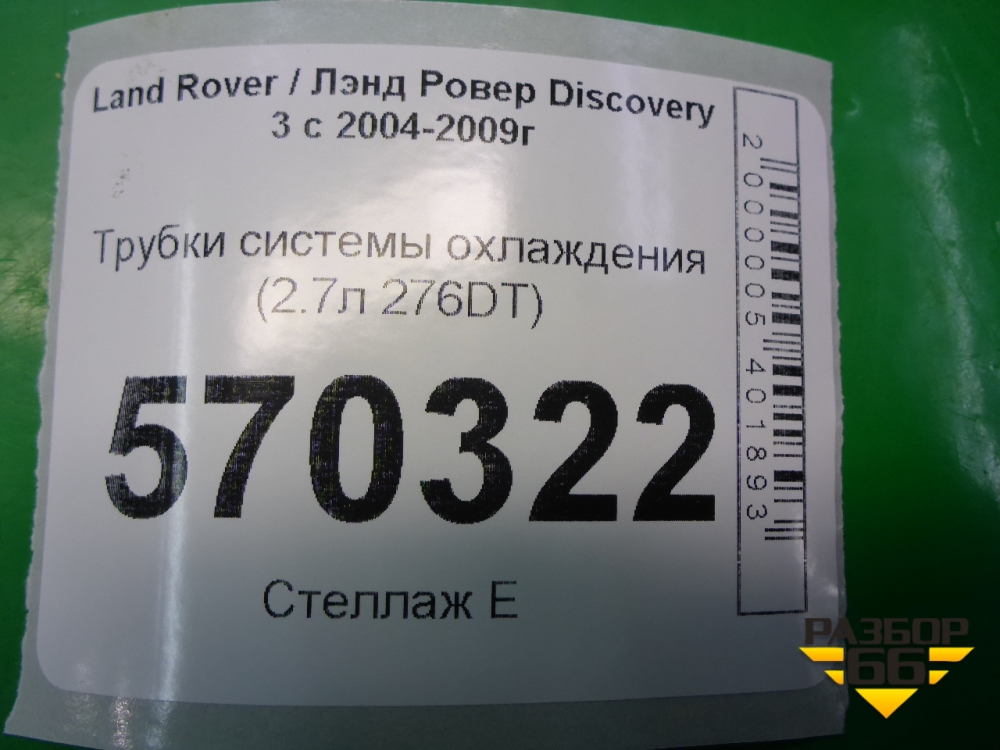 Land Rover / Лэнд Ровер Discovery
3 с 2004-2009г
Трубки системы охлаждения
(2.7л 276DT)
570322
Стеллаж E
2000005401893
РАЗБОР
66